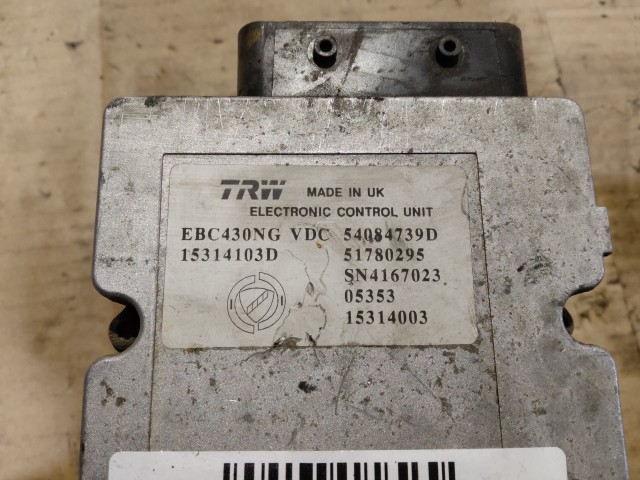 TRW MADE IN UK
ELECTRONIC CONTROL UNIT
EBC430NG VDC 54084739D
15314103D 51780295
SN4167023
05353
15314003